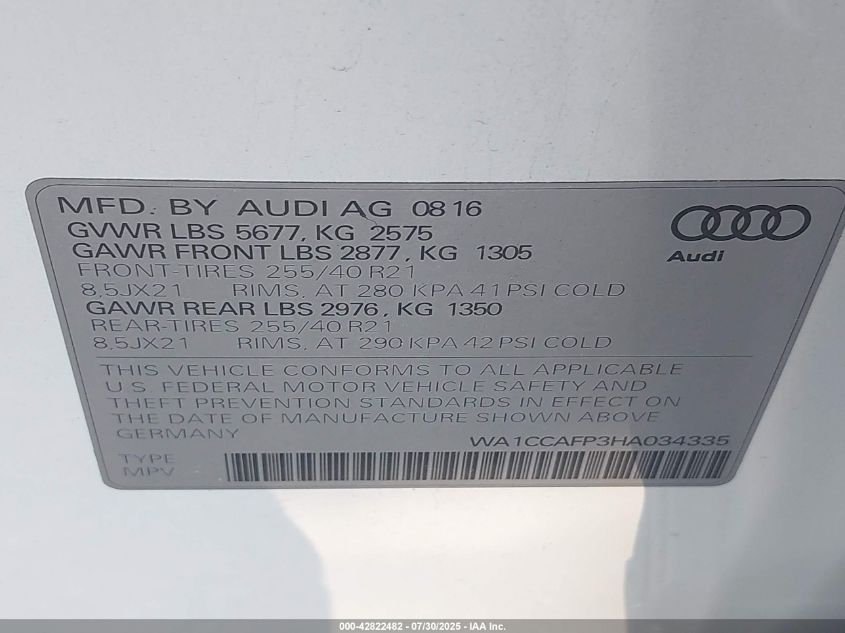 MFD. BY AUDI AG 08 16
GVWR LBS 5677, KG 2575
GAWR FRONT LBS 2877, KG 1305
FRONT-TIRES 255/40 R21
8,5JX21 RIMS, AT 280 KPA 41 PSI COLD
GAWR REAR LBS 2976, KG 1350
REAR-TIRES 255/40 R21
8,5JX21 RIMS, AT 290 KPA 42 PSI COLD
Audi
THIS VEHICLE CONFORMS TO ALL APPLICABLE
U.S. FEDERAL MOTOR VEHICLE SAFETY AND
THEFT PREVENTION STANDARDS IN EFFECT ON
THE DATE OF MANUFACTURE SHOWN ABOVE
GERMANY WA1CCAFP3HA034335
TYPE
MPV
000-42822482 - 07/30/2025 - IAA Inc.